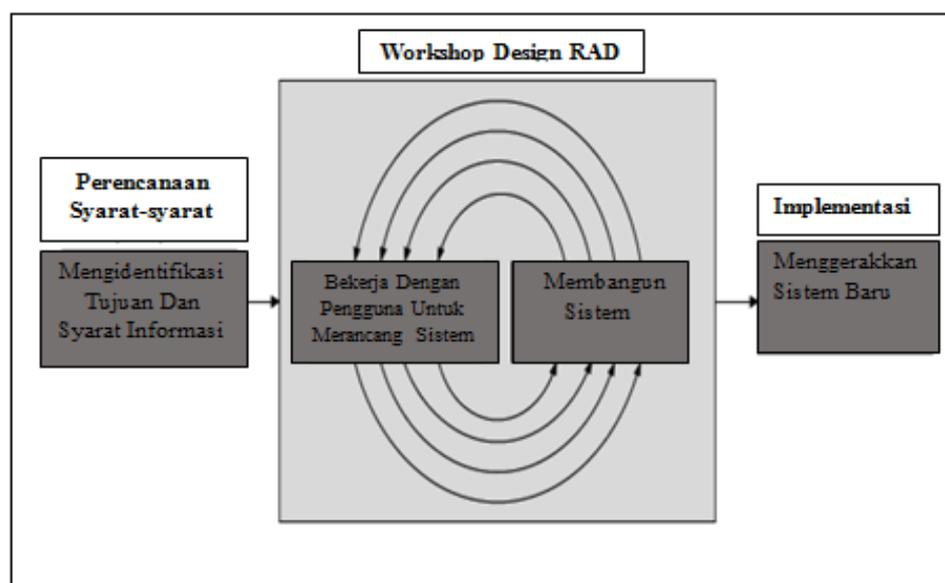 Workshop Design RAD
Perencanaan
Syarat-syarat
Mengidentifikasi
Tujuan Dan
Syarat Informasi
Bekerja Dengan
Pengguna Untuk
Merancang Sistem
Membangun
Sistem
Implementasi
Menggerakkan
Sistem Baru